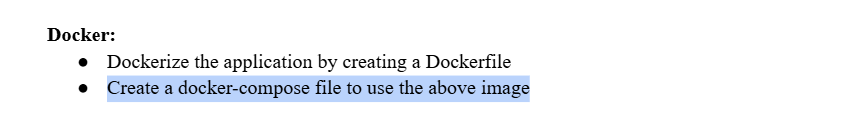 Docker:
● Dockerize the application by creating a Dockerfile
● Create a docker-compose file to use the above image